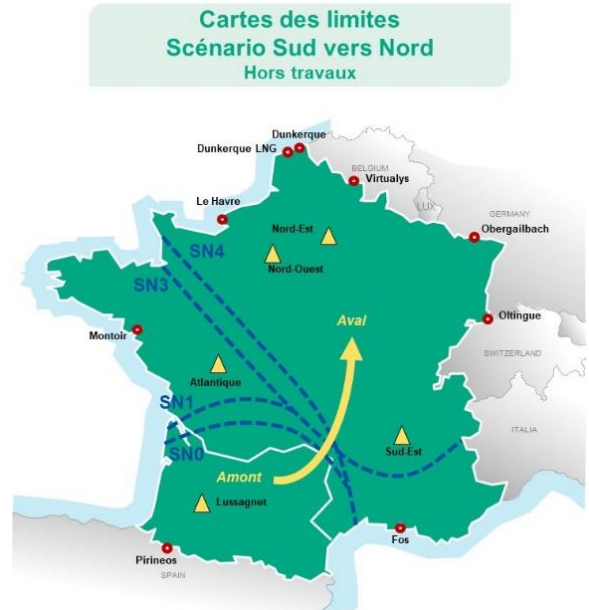 Cartes des limites
Scénario Sud vers Nord
Hors travaux
Dunkerque
Dunkerque LNG
BELGIUM
Virtualys
LUX
Le Havre
GERMANY
Nord-Est
Obergailbach
SN4
Nord-Ouest
SN3
Aval
Oltingue
Montoir
SWITZERLAND
Atlantique
SN1
ITALIA
SN0
Sud-Est
Amont
Lussagnet
Fos
Pirineos
SPAIN